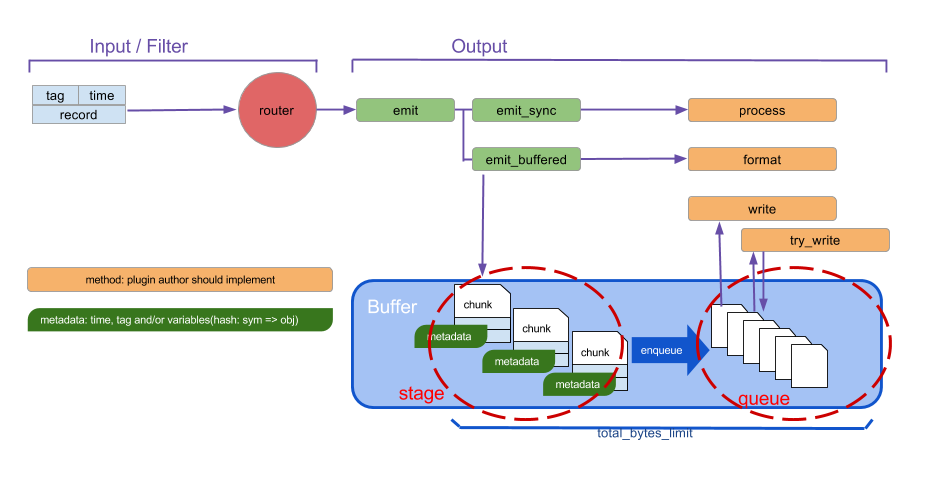 Input / Filter
Output
tag
time
record
router
emit
emit_sync
process
emit_buffered
format
write
try_write
method: plugin author should implement
metadata: time, tag and/or variables(hash: sym => obj))
Buffer
chunk
metadata
chunk
metadata
chunk
metadata
enqueue
stage
queue
total_bytes_limit